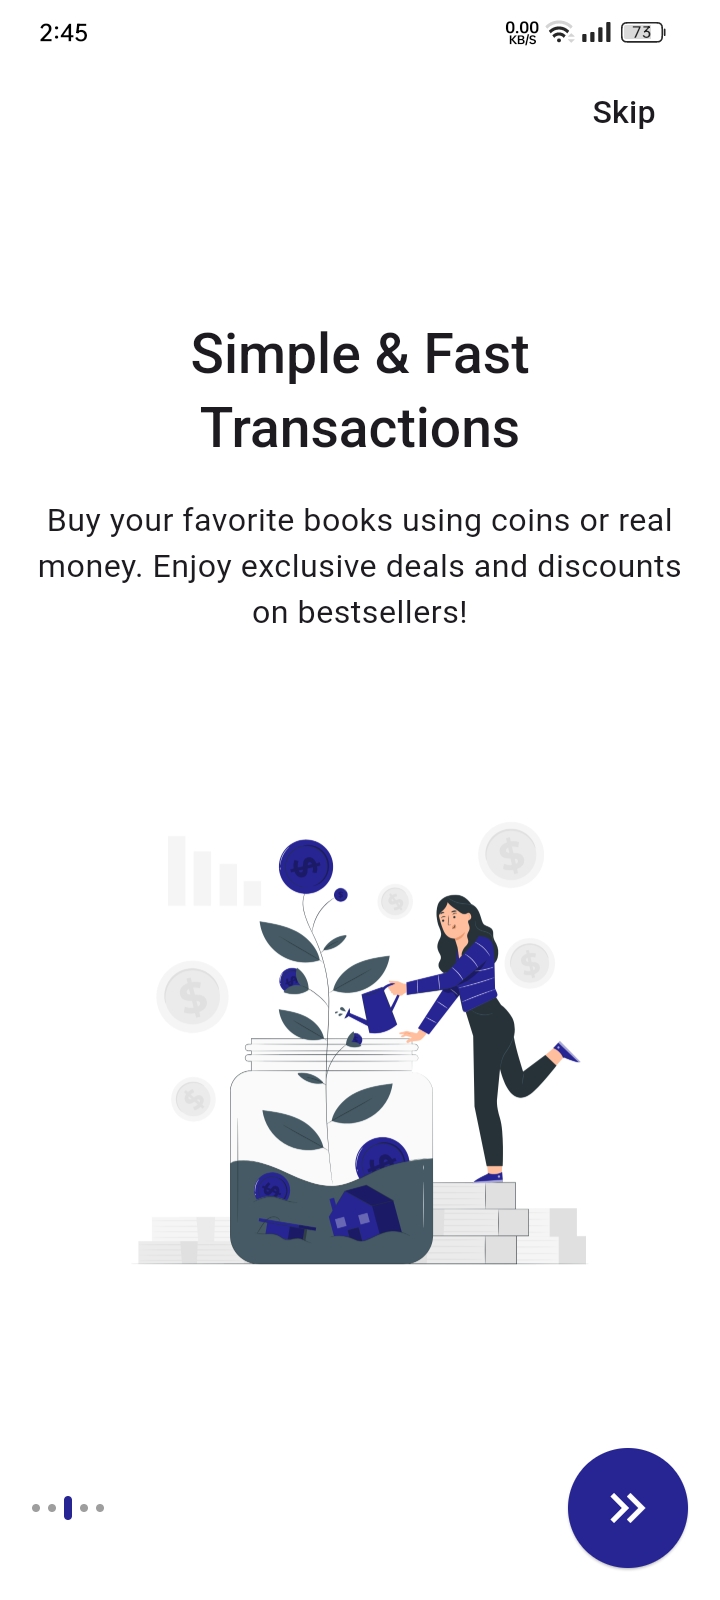 2:45
0.00
KB/S
73
Skip
Simple & Fast
Transactions
Buy your favorite books using coins or real
money. Enjoy exclusive deals and discounts
on bestsellers!